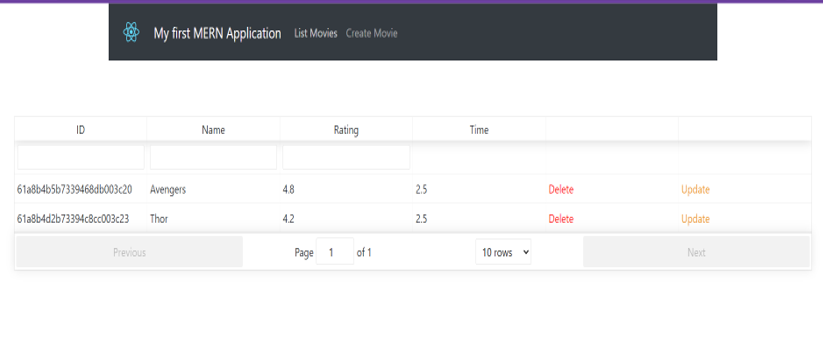 My first MERN Application List Movies Create Movie
ID Name Rating Time
61a8b4b5b7339468db003c20 Avengers 4.8 2.5 Delete Update
61a8b4d2b73394c8cc003c23 Thor 4.2 2.5 Delete Update
Previous Page 1 of 1 10 rows Next